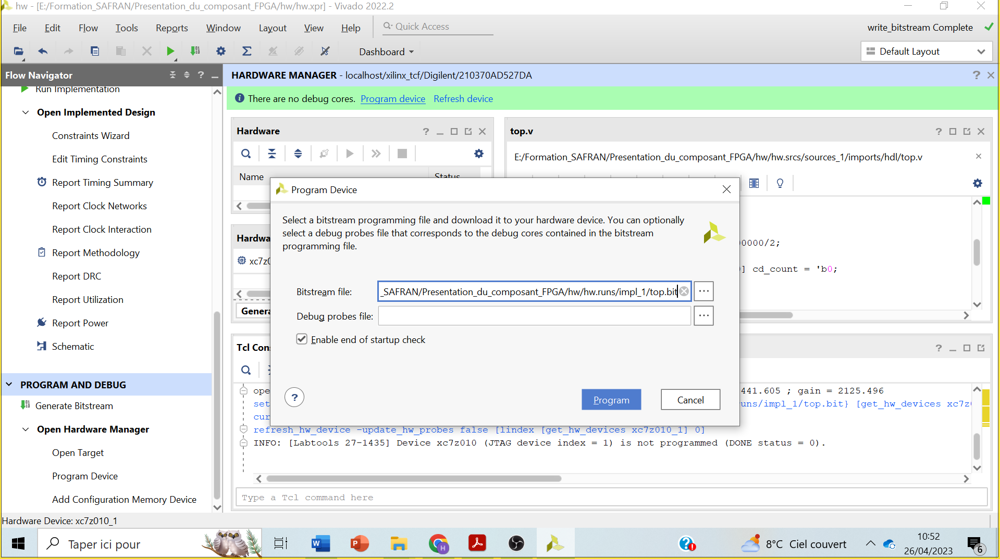 hw - [E:/Formation_SAFRAN/Presentation_du_composant_FPGA/hw/hw.xpr] - Vivado 2022.2
File Edit Flow Tools Reports Window Layout View Help Quick Access
write_bitstream Complete
Dashboard
Default Layout
Flow Navigator
Run Implementation
Open Implemented Design
Constraints Wizard
Edit Timing Constraints
Report Timing Summary
Report Clock Networks
Report Clock Interaction
Report Methodology
Report DRC
Report Utilization
Report Power
Schematic
PROGRAM AND DEBUG
Generate Bitstream
Open Hardware Manager
Open Target
Program Device
Add Configuration Memory Device
HARDWARE MANAGER - localhost/xilinx_tcf/Digilent/210370AD527DA
There are no debug cores. Program device Refresh device
Hardware
Name Status
Hardwa
xc7z0
Genera
top.v
E:/Formation_SAFRAN/Presentation_du_composant_FPGA/hw/hw.srcs/sources_1/imports/hdl/top.v
00000/2;
] cd_count = 'b0;
Program Device
Select a bitstream programming file and download it to your hardware device. You can optionally
select a debug probes file that corresponds to the debug cores contained in the bitstream
programming file.
Bitstream file: _SAFRAN/Presentation_du_composant_FPGA/hw/hw.runs/impl_1/top.bit
Debug probes file:
Enable end of startup check
Program Cancel
Tcl Cons
ope 441.605 ; gain = 2125.496
set uns/impl_1/top.bit} [get_hw_devices xc7z0
cur
refresh_hw_device -update_hw_probes false [lindex [get_hw_devices xc7z010_1] 0]
INFO: [Labtools 27-1435] Device xc7z010 (JTAG device index = 1) is not programmed (DONE status = 0).
Type a Tcl command here
Hardware Device: xc7z010_1
Taper ici pour
8°C Ciel couvert
10:52
26/04/2023
6